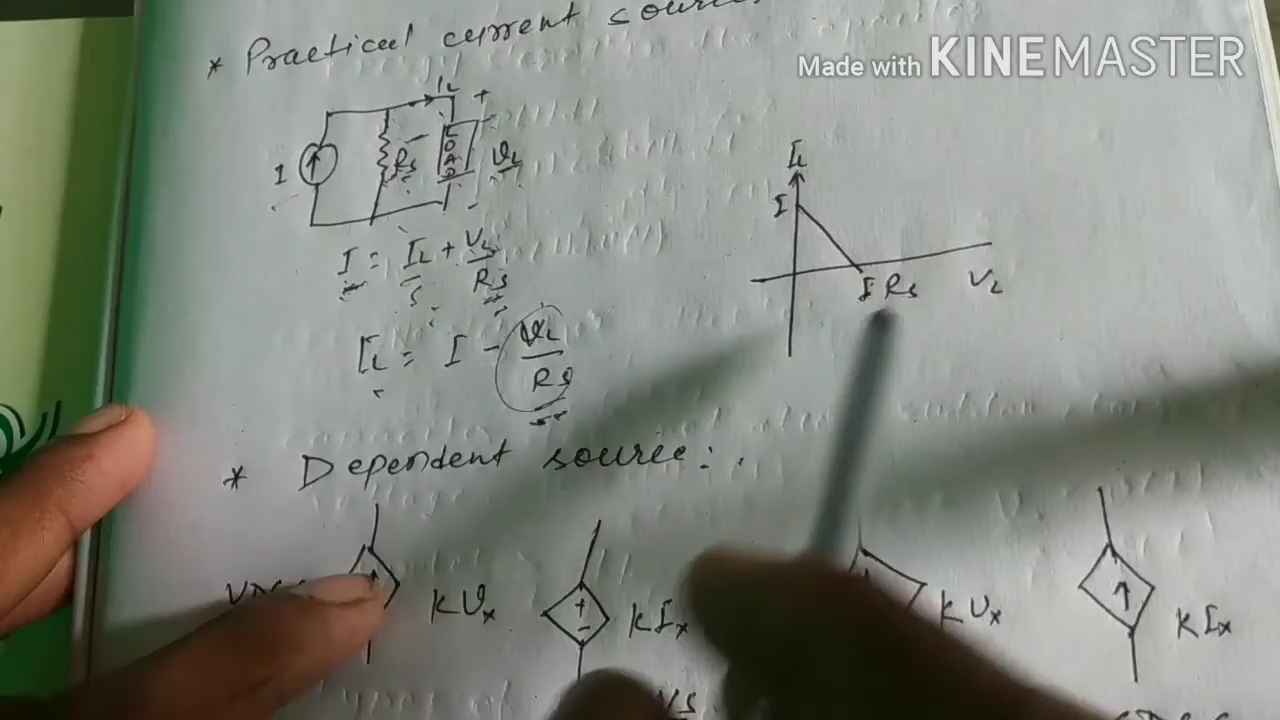 * Practical current source
Made with KINEMASTER
I
Rs
LOAD
IL
+
VL
-
I = IL + VL/Rs
IL = I - VL/Rs
IL
I
I Rs
VL
* Dependent source:.
KVx
+
-
KIx
KVx
KIx